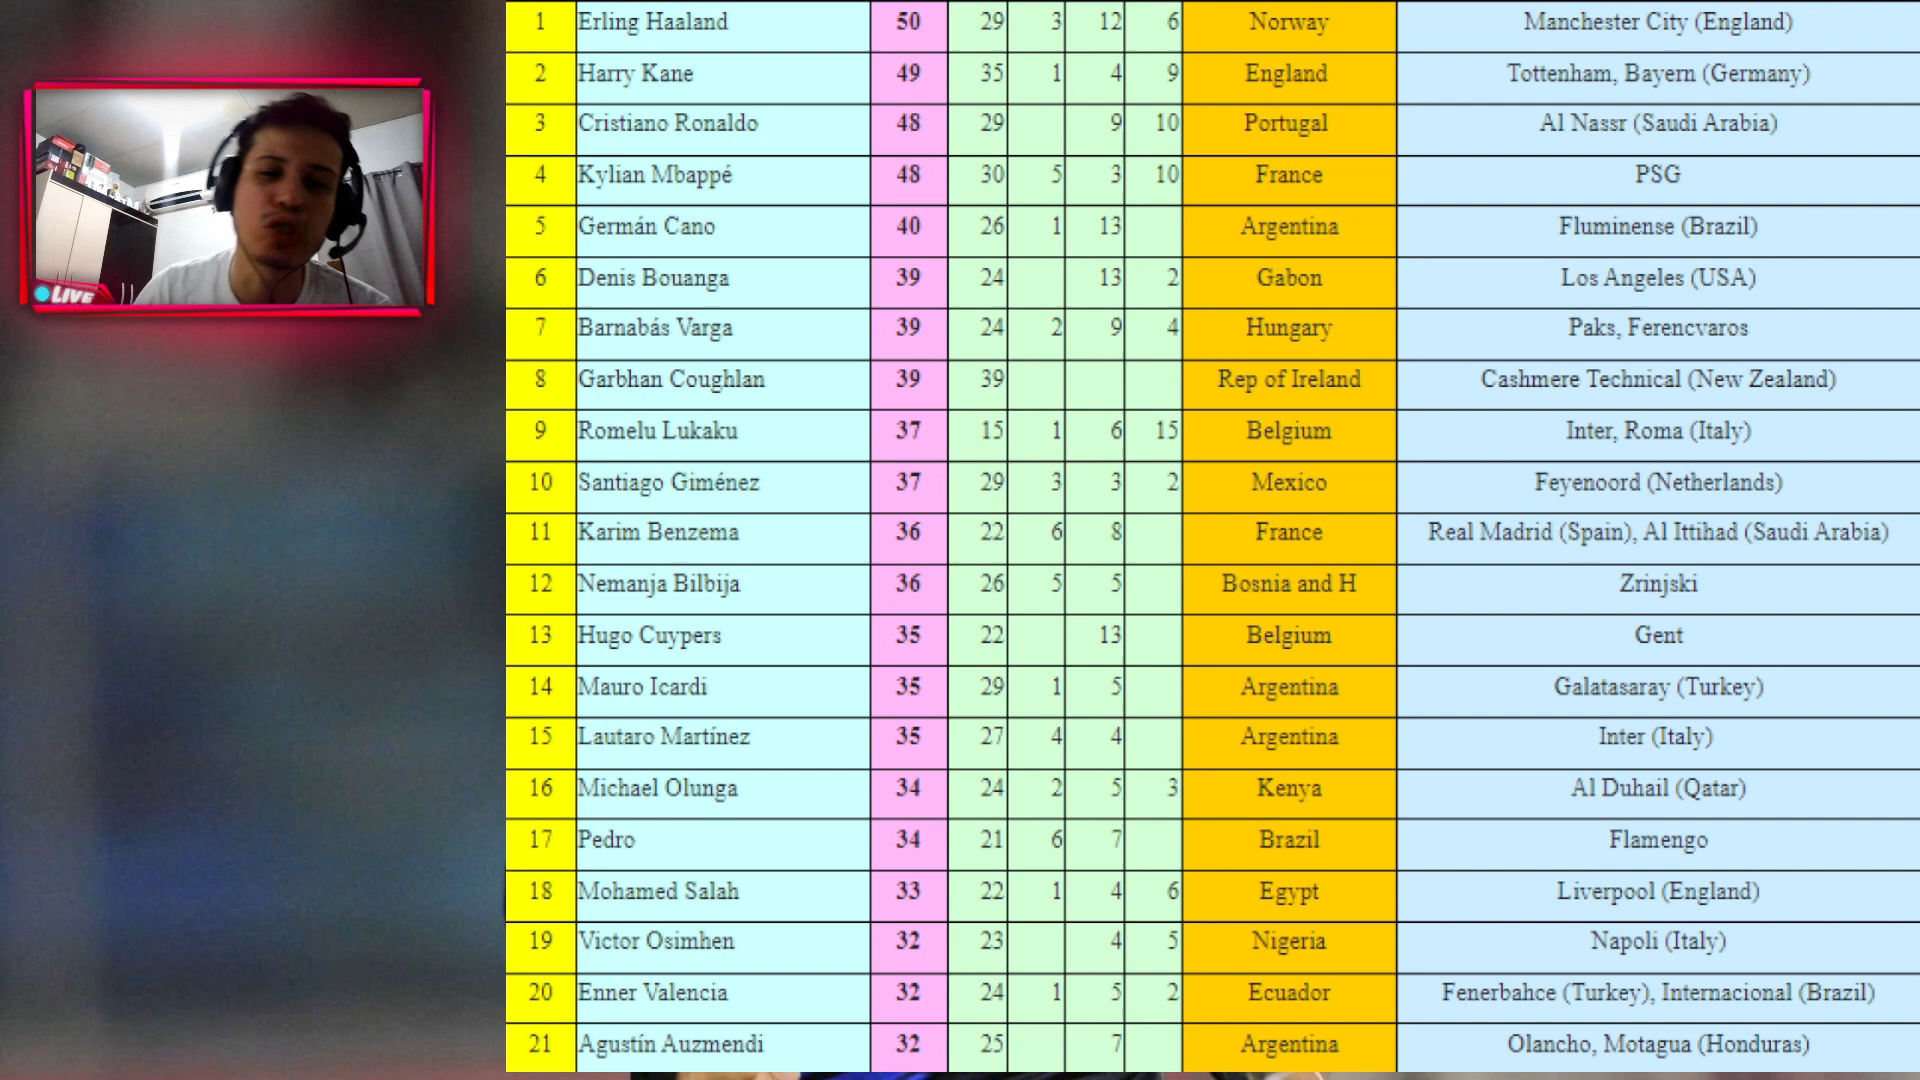 LIVE
1 Erling Haaland 50 29 3 12 6 Norway Manchester City (England)
2 Harry Kane 49 35 1 4 9 England Tottenham, Bayern (Germany)
3 Cristiano Ronaldo 48 29 9 10 Portugal Al Nassr (Saudi Arabia)
4 Kylian Mbappé 48 30 5 3 10 France PSG
5 Germán Cano 40 26 1 13 Argentina Fluminense (Brazil)
6 Denis Bouanga 39 24 13 2 Gabon Los Angeles (USA)
7 Barnabás Varga 39 24 2 9 4 Hungary Paks, Ferencvaros
8 Garbhan Coughlan 39 39 Rep of Ireland Cashmere Technical (New Zealand)
9 Romelu Lukaku 37 15 1 6 15 Belgium Inter, Roma (Italy)
10 Santiago Giménez 37 29 3 3 2 Mexico Feyenoord (Netherlands)
11 Karim Benzema 36 22 6 8 France Real Madrid (Spain), Al Ittihad (Saudi Arabia)
12 Nemanja Bilbija 36 26 5 5 Bosnia and H Zrinjski
13 Hugo Cuypers 35 22 13 Belgium Gent
14 Mauro Icardi 35 29 1 5 Argentina Galatasaray (Turkey)
15 Lautaro Martínez 35 27 4 4 Argentina Inter (Italy)
16 Michael Olunga 34 24 2 5 3 Kenya Al Duhail (Qatar)
17 Pedro 34 21 6 7 Brazil Flamengo
18 Mohamed Salah 33 22 1 4 6 Egypt Liverpool (England)
19 Victor Osimhen 32 23 4 5 Nigeria Napoli (Italy)
20 Enner Valencia 32 24 1 5 2 Ecuador Fenerbahce (Turkey), Internacional (Brazil)
21 Agustín Auzmendi 32 25 7 Argentina Olancho, Motagua (Honduras)